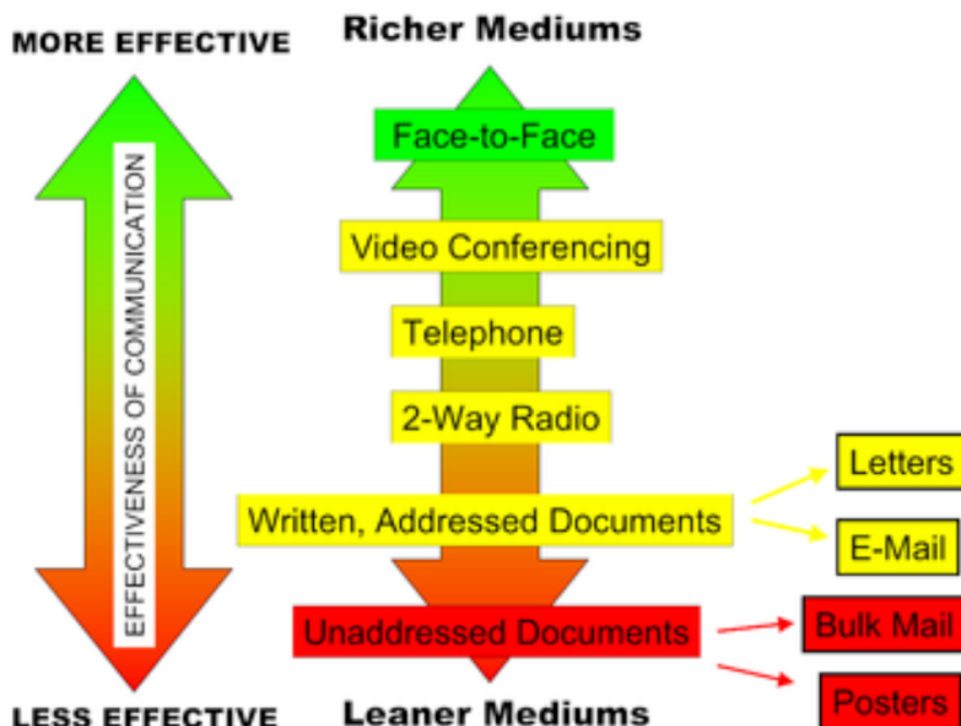 MORE EFFECTIVE
Richer Mediums
Face-to-Face
Video Conferencing
Telephone
2-Way Radio
Written, Addressed Documents
Letters
E-Mail
Unaddressed Documents
Bulk Mail
Posters
EFFECTIVENESS OF COMMUNICATION
LESS EFFECTIVE
Leaner Mediums